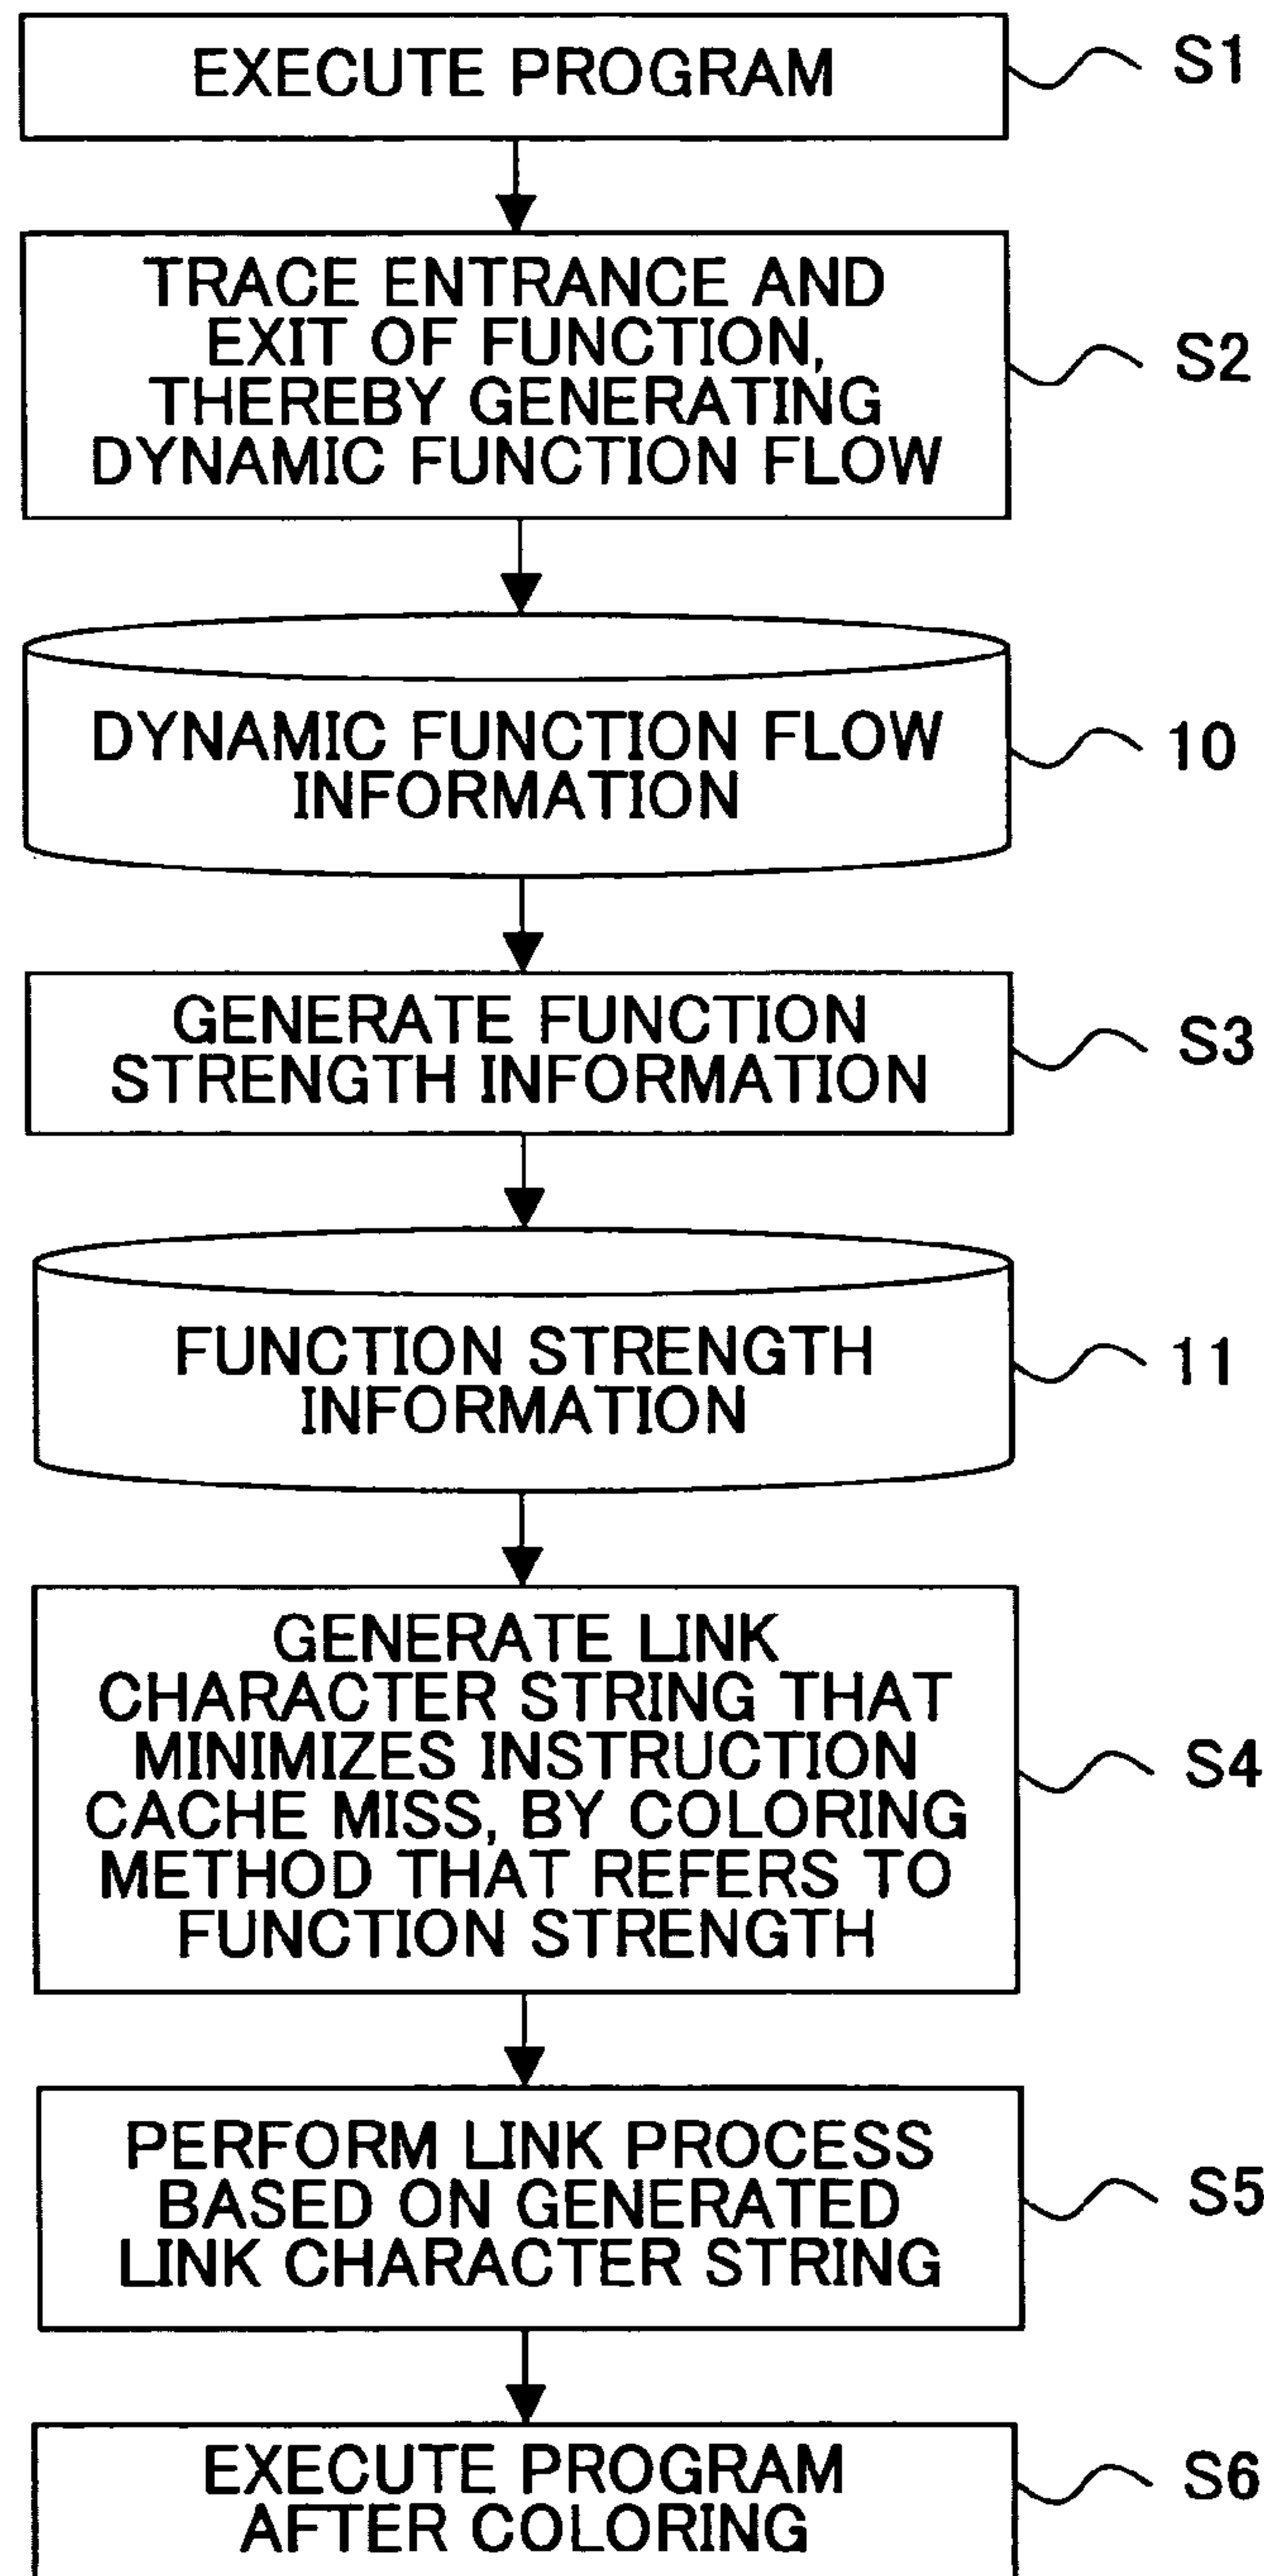 EXECUTE PROGRAM
S1
TRACE ENTRANCE AND
EXIT OF FUNCTION,
THEREBY GENERATING
DYNAMIC FUNCTION FLOW
S2
DYNAMIC FUNCTION FLOW
INFORMATION
10
GENERATE FUNCTION
STRENGTH INFORMATION
S3
FUNCTION STRENGTH
INFORMATION
11
GENERATE LINK
CHARACTER STRING THAT
MINIMIZES INSTRUCTION
CACHE MISS, BY COLORING
METHOD THAT REFERS TO
FUNCTION STRENGTH
S4
PERFORM LINK PROCESS
BASED ON GENERATED
LINK CHARACTER STRING
S5
EXECUTE PROGRAM
AFTER COLORING
S6